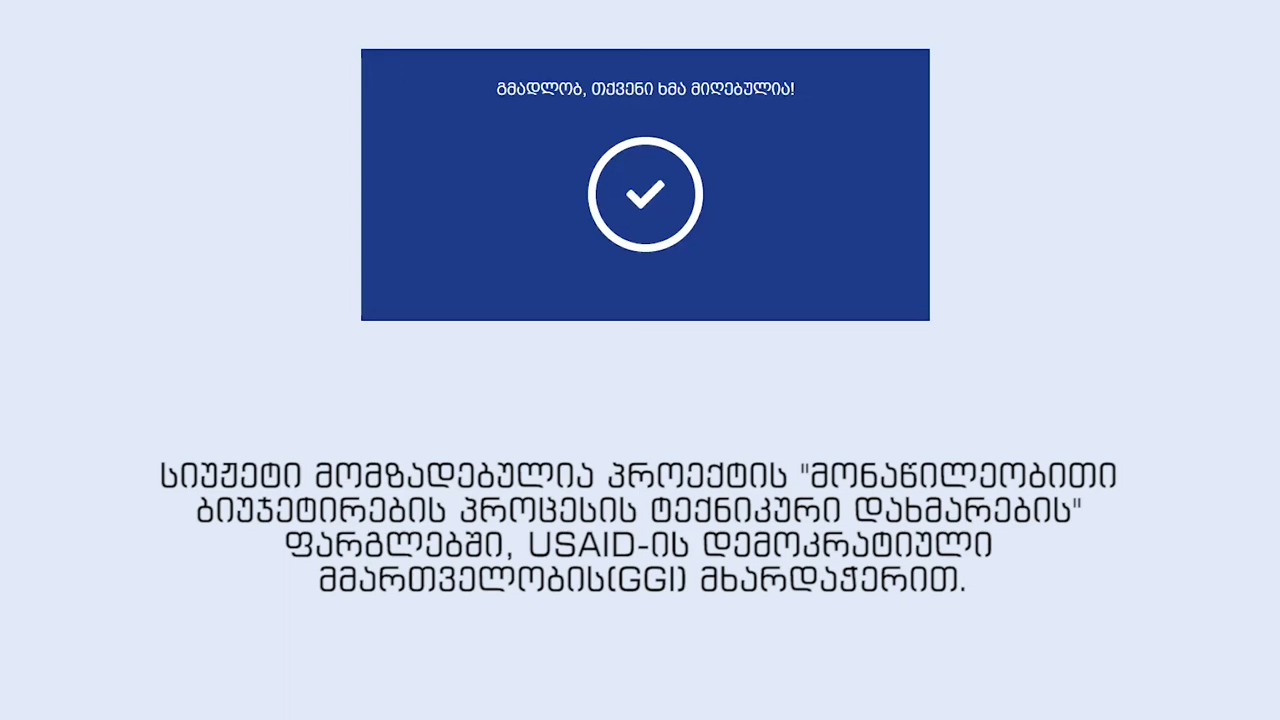 გმადლობ, თქვენი ხმა მიღებულია!
სიუჟეტი მომზადებულია პროექტის "მონაწილეობითი
ბიუჯეტირების პროცესის ტექნიკური დახმარების"
ფარგლებში, USAID-ის დემოკრატიული
მმართველობის(GGI) მხარდაჭერით.